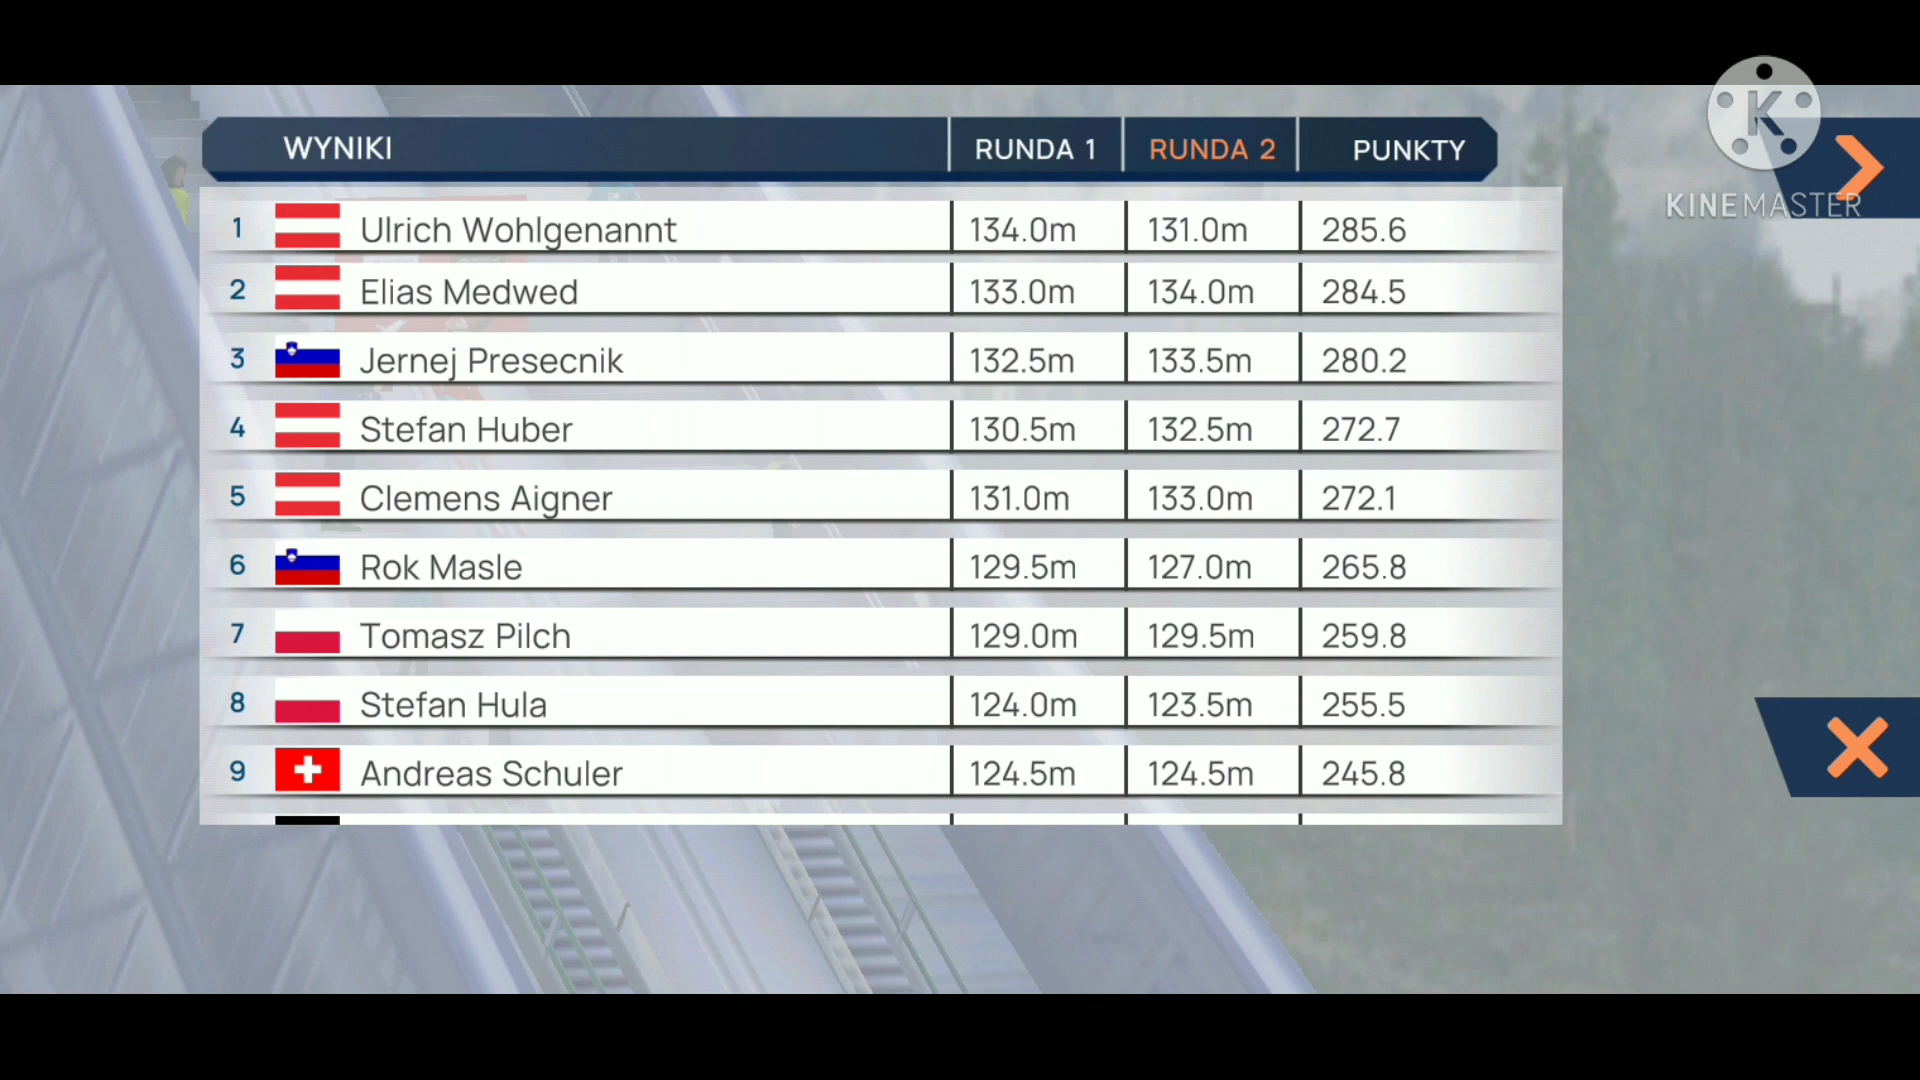 WYNIKI RUNDA 1 RUNDA 2 PUNKTY
K
KINEMASTER
1 Ulrich Wohlgenannt 134.0m 131.0m 285.6
2 Elias Medwed 133.0m 134.0m 284.5
3 Jernej Presecnik 132.5m 133.5m 280.2
4 Stefan Huber 130.5m 132.5m 272.7
5 Clemens Aigner 131.0m 133.0m 272.1
6 Rok Masle 129.5m 127.0m 265.8
7 Tomasz Pilch 129.0m 129.5m 259.8
8 Stefan Hula 124.0m 123.5m 255.5
9 Andreas Schuler 124.5m 124.5m 245.8